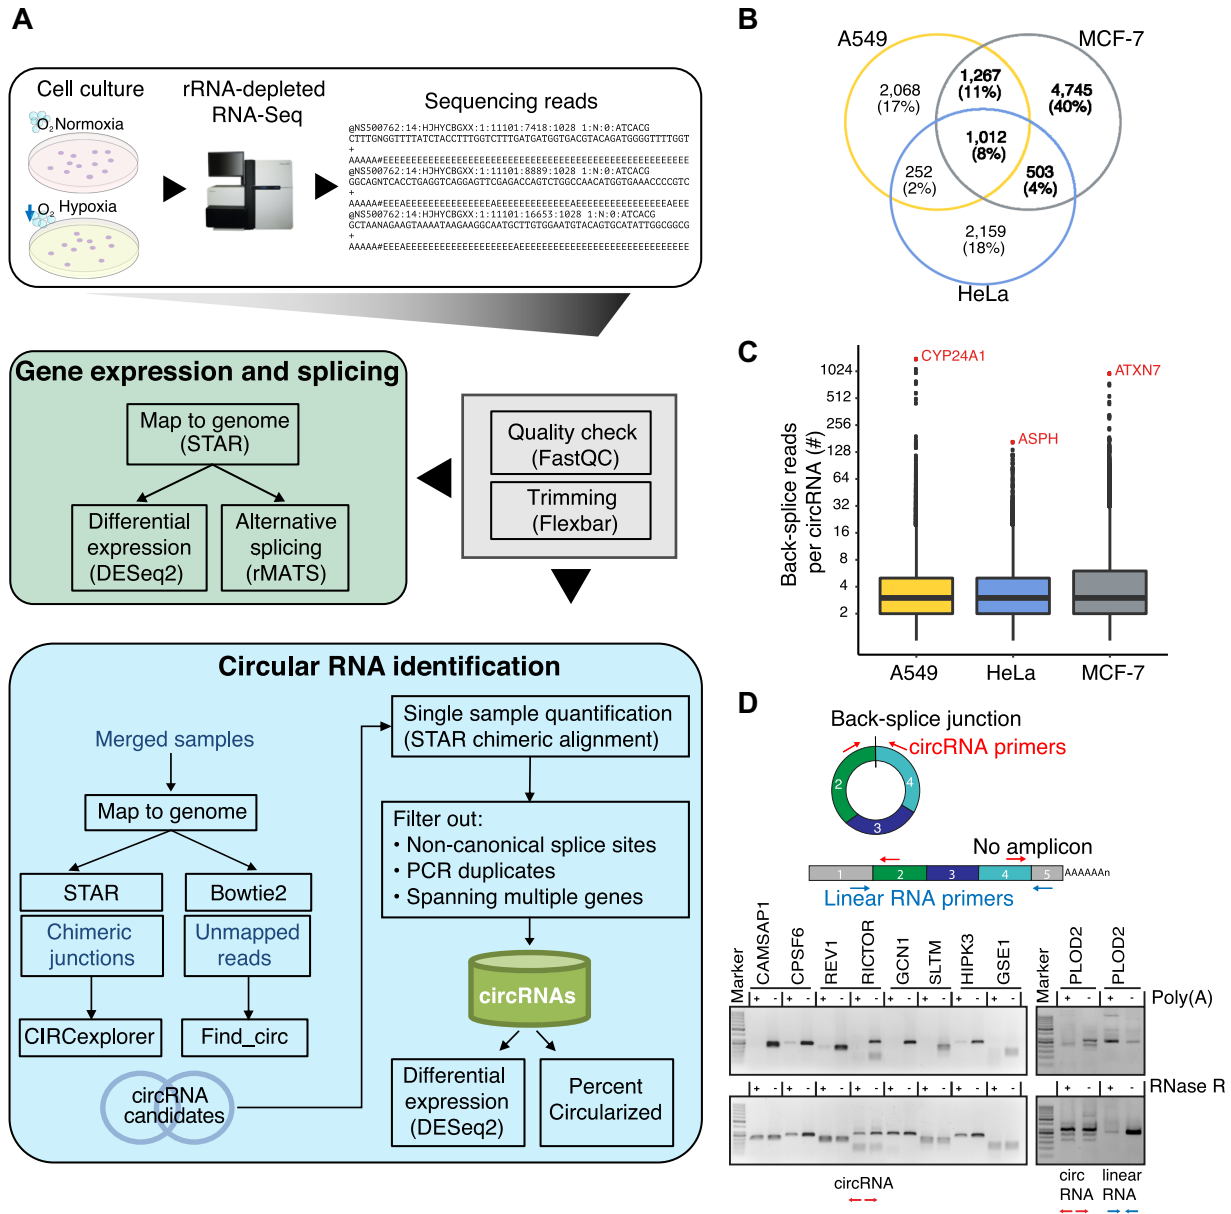 A
Cell culture
O2 Normoxia
O2 Hypoxia
rRNA-depleted
RNA-Seq
Sequencing reads
@NS500762:14:HJHYCBGXX:1:11101:7418:1028 1:N:0:ATCACG
CTTTGNGGTTTTATCTACCTTTGGTCTTTGATGATGGTGACTGTACAGATGGGGTTTTGGT
+
@NS500762:14:HJHYCBGXX:1:11101:8889:1028 1:N:0:ATCACG
GGCAGNTCACCTGAGGTCAGGAGTTCGAGACCAGTCTGGCCAACATGGTGAAACCCCGTC
+
@NS500762:14:HJHYCBGXX:1:11101:16653:1028 1:N:0:ATCACG
GCTAANAGAAGTAAAATAAGAAGGCAATGCTTGTGGAATGTACAGTGCATATTGGCGGCG
+
Gene expression and splicing
Map to genome
(STAR)
Differential
expression
(DESeq2)
Alternative
splicing
(rMATS)
Quality check
(FastQC)
Trimming
(Flexbar)
Circular RNA identification
Merged samples
Map to genome
STAR
Bowtie2
Chimeric
junctions
Unmapped
reads
CIRCexplorer
Find_circ
circRNA
candidates
Single sample quantification
(STAR chimeric alignment)
Filter out:
• Non-canonical splice sites
• PCR duplicates
• Spanning multiple genes
circRNAs
Differential
expression
(DESeq2)
Percent
Circularized
B
A549
MCF-7
2,068
(17%)
1,267
(11%)
4,745
(40%)
1,012
(8%)
252
(2%)
503
(4%)
2,159
(18%)
HeLa
C
Back-splice reads
per circRNA (#)
1024
512
256
128
64
32
16
8
4
2
CYP24A1
ASPH
ATXN7
A549
HeLa
MCF-7
D
Back-splice junction
circRNA primers
2
4
3
No amplicon
1
2
3
4
5
AAAAAAn
Linear RNA primers
Marker
CAMSAP1
CPSF6
REV1
RICTOR
GCN1
SLTM
HIPK3
GSE1
Marker
PLOD2
PLOD2
+ - + - + - + - + - + - + - + - + - + - Poly(A)
+ - + - + - + - + - + - + - + - + - + - RNase R
circRNA
circ
RNA
linear
RNA